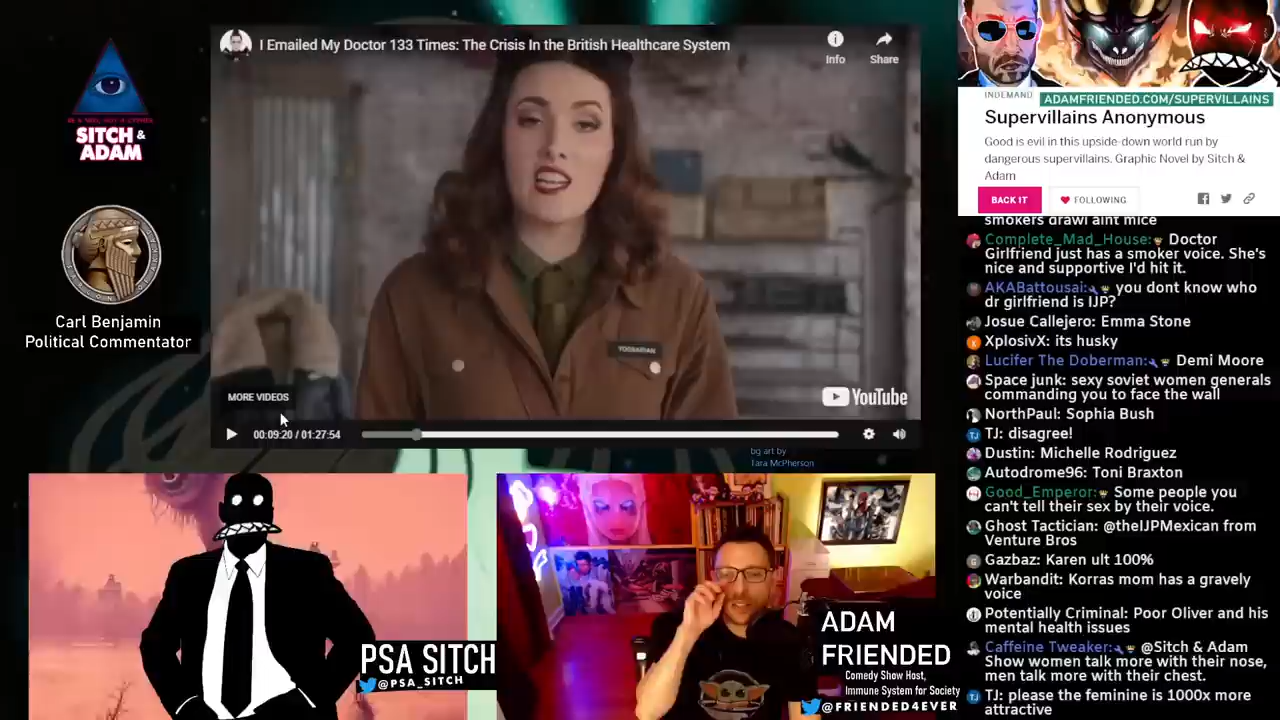 I Emailed My Doctor 133 Times: The Crisis In the British Healthcare System
Info
Share
SITCH &
ADAM
Carl Benjamin
Political Commentator
YOSSARIAN
MORE VIDEOS
YouTube
00:09:20 / 01:27:54
bg art by
Tara McPherson
PSA SITCH
@PSA_SITCH
ADAM
FRIENDED
Comedy Show Host,
Immune System for Society
@FRIENDED4EVER
INDEMAND
ADAMFRIENDED.COM/SUPERVILLAINS
Supervillains Anonymous
Good is evil in this upside-down world run by
dangerous supervillains. Graphic Novel by Sitch &
Adam
BACK IT
FOLLOWING
smokers drawl aint mice
Complete_Mad_House: Doctor
Girlfriend just has a smoker voice. She's
nice and supportive I'd hit it.
AKABattousai: you dont know who
dr girlfriend is IJP?
Josue Callejero: Emma Stone
XplosivX: its husky
Lucifer The Doberman: Demi Moore
Space junk: sexy soviet women generals
commanding you to face the wall
NorthPaul: Sophia Bush
TJ: disagree!
Dustin: Michelle Rodriguez
Autodrome96: Toni Braxton
Good_Emperor: Some people you
can't tell their sex by their voice.
Ghost Tactician: @theIJPMexican from
Venture Bros
Gazbaz: Karen ult 100%
Warbandit: Korras mom has a gravely
voice
Potentially Criminal: Poor Oliver and his
mental health issues
Caffeine Tweaker: @Sitch & Adam
Show women talk more with their nose,
men talk more with their chest.
TJ: please the feminine is 1000x more
attractive